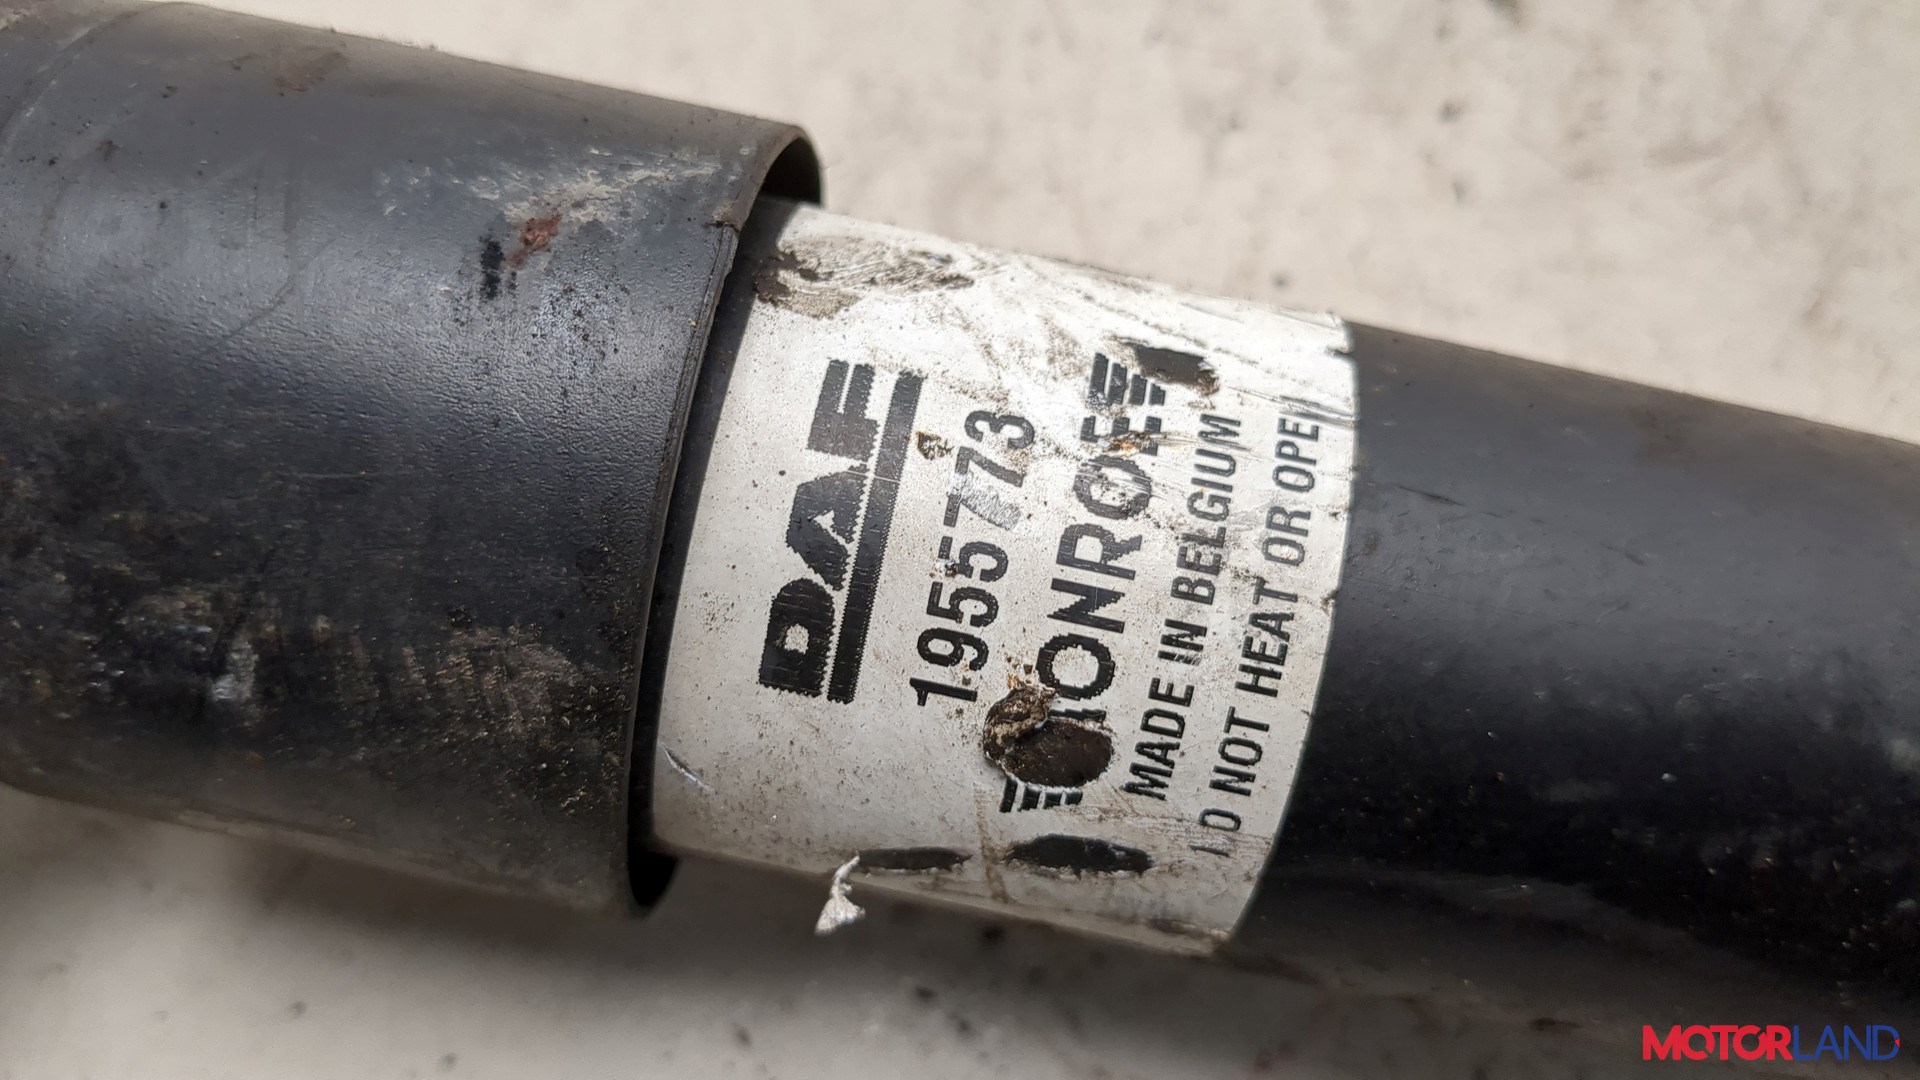 DAF
1955773
MONROE
MADE IN BELGIUM
DO NOT HEAT OR OPEN
MOTORLAND